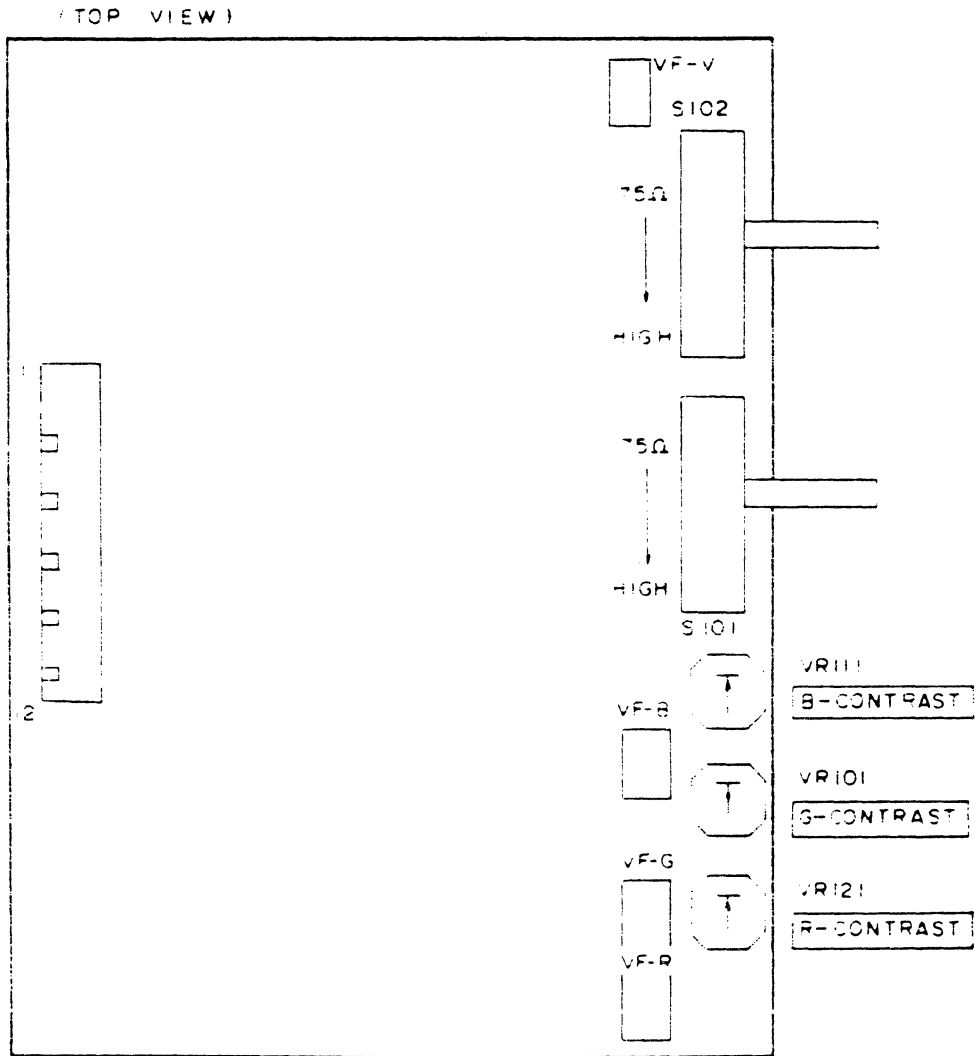 (TOP VIEW)
VF-V
S102
75Ω
HIGH
1
75Ω
HIGH
S101
VR111
B-CONTRAST
VF-B
12
VR101
G-CONTRAST
VF-G
VR121
R-CONTRAST
VF-R